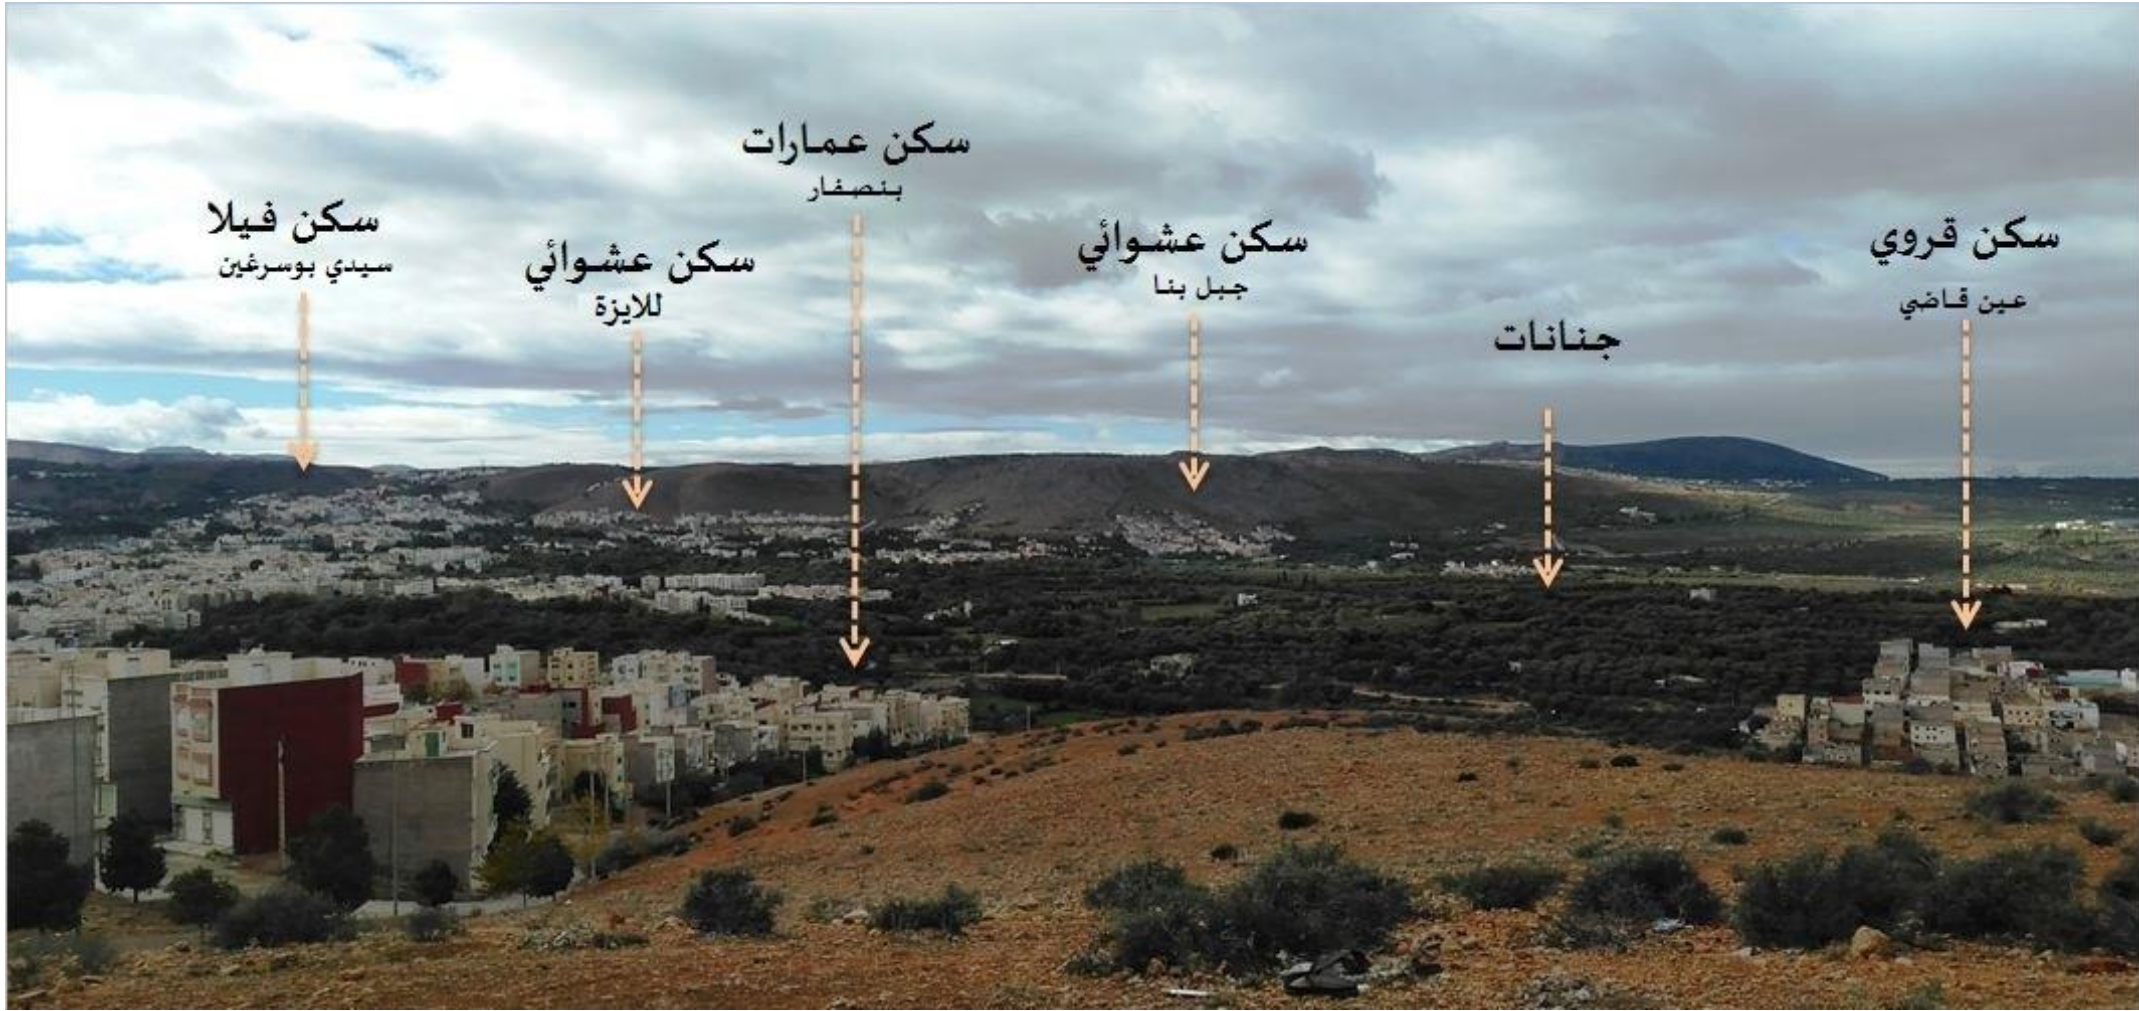 سكن عمارات
بنصفار
سكن قروي
عين قاضي
سكن عشوائي
جبل بنا
سكن فيلا
سيدي بوسرغين
سكن عشوائي
للايزة
جنانات